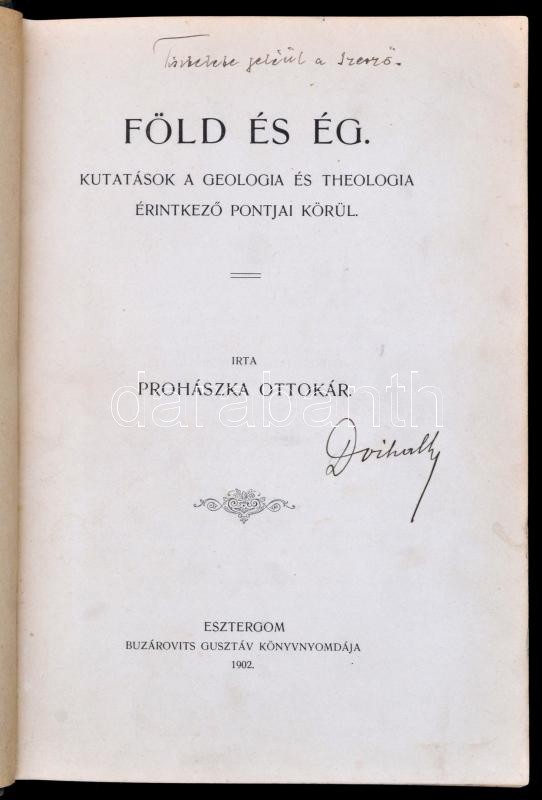 Tisztelete jeléül a szerző.
FÖLD ÉS ÉG.
KUTATÁSOK A GEOLOGIA ÉS THEOLOGIA
ÉRINTKEZŐ PONTJAI KÖRÜL.
IRTA
PROHÁSZKA OTTOKÁR.
darabanth
ESZTERGOM
BUZÁROVITS GUSZTÁV KÖNYVNYOMDÁJA
1902.